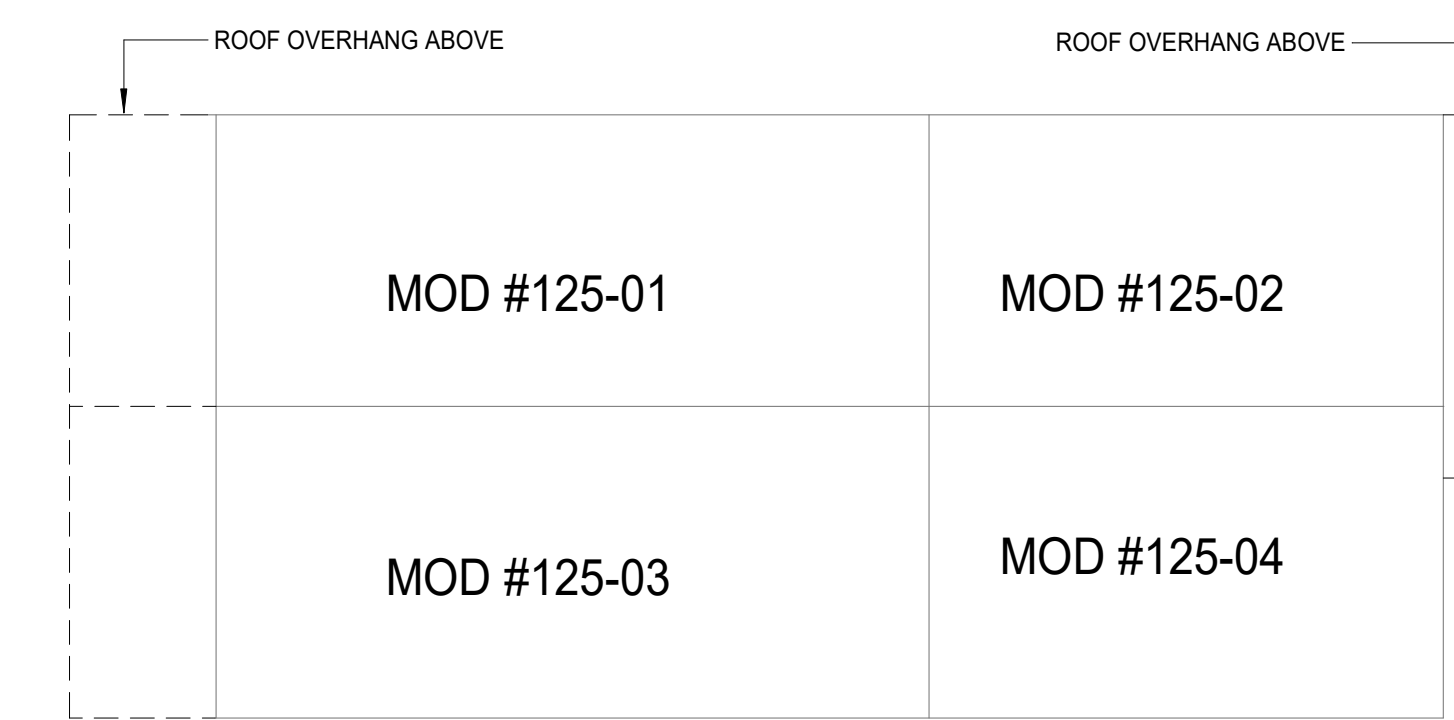 ROOF OVERHANG ABOVE
ROOF OVERHANG ABOVE
MOD #125-01
MOD #125-02
MOD #125-03
MOD #125-04